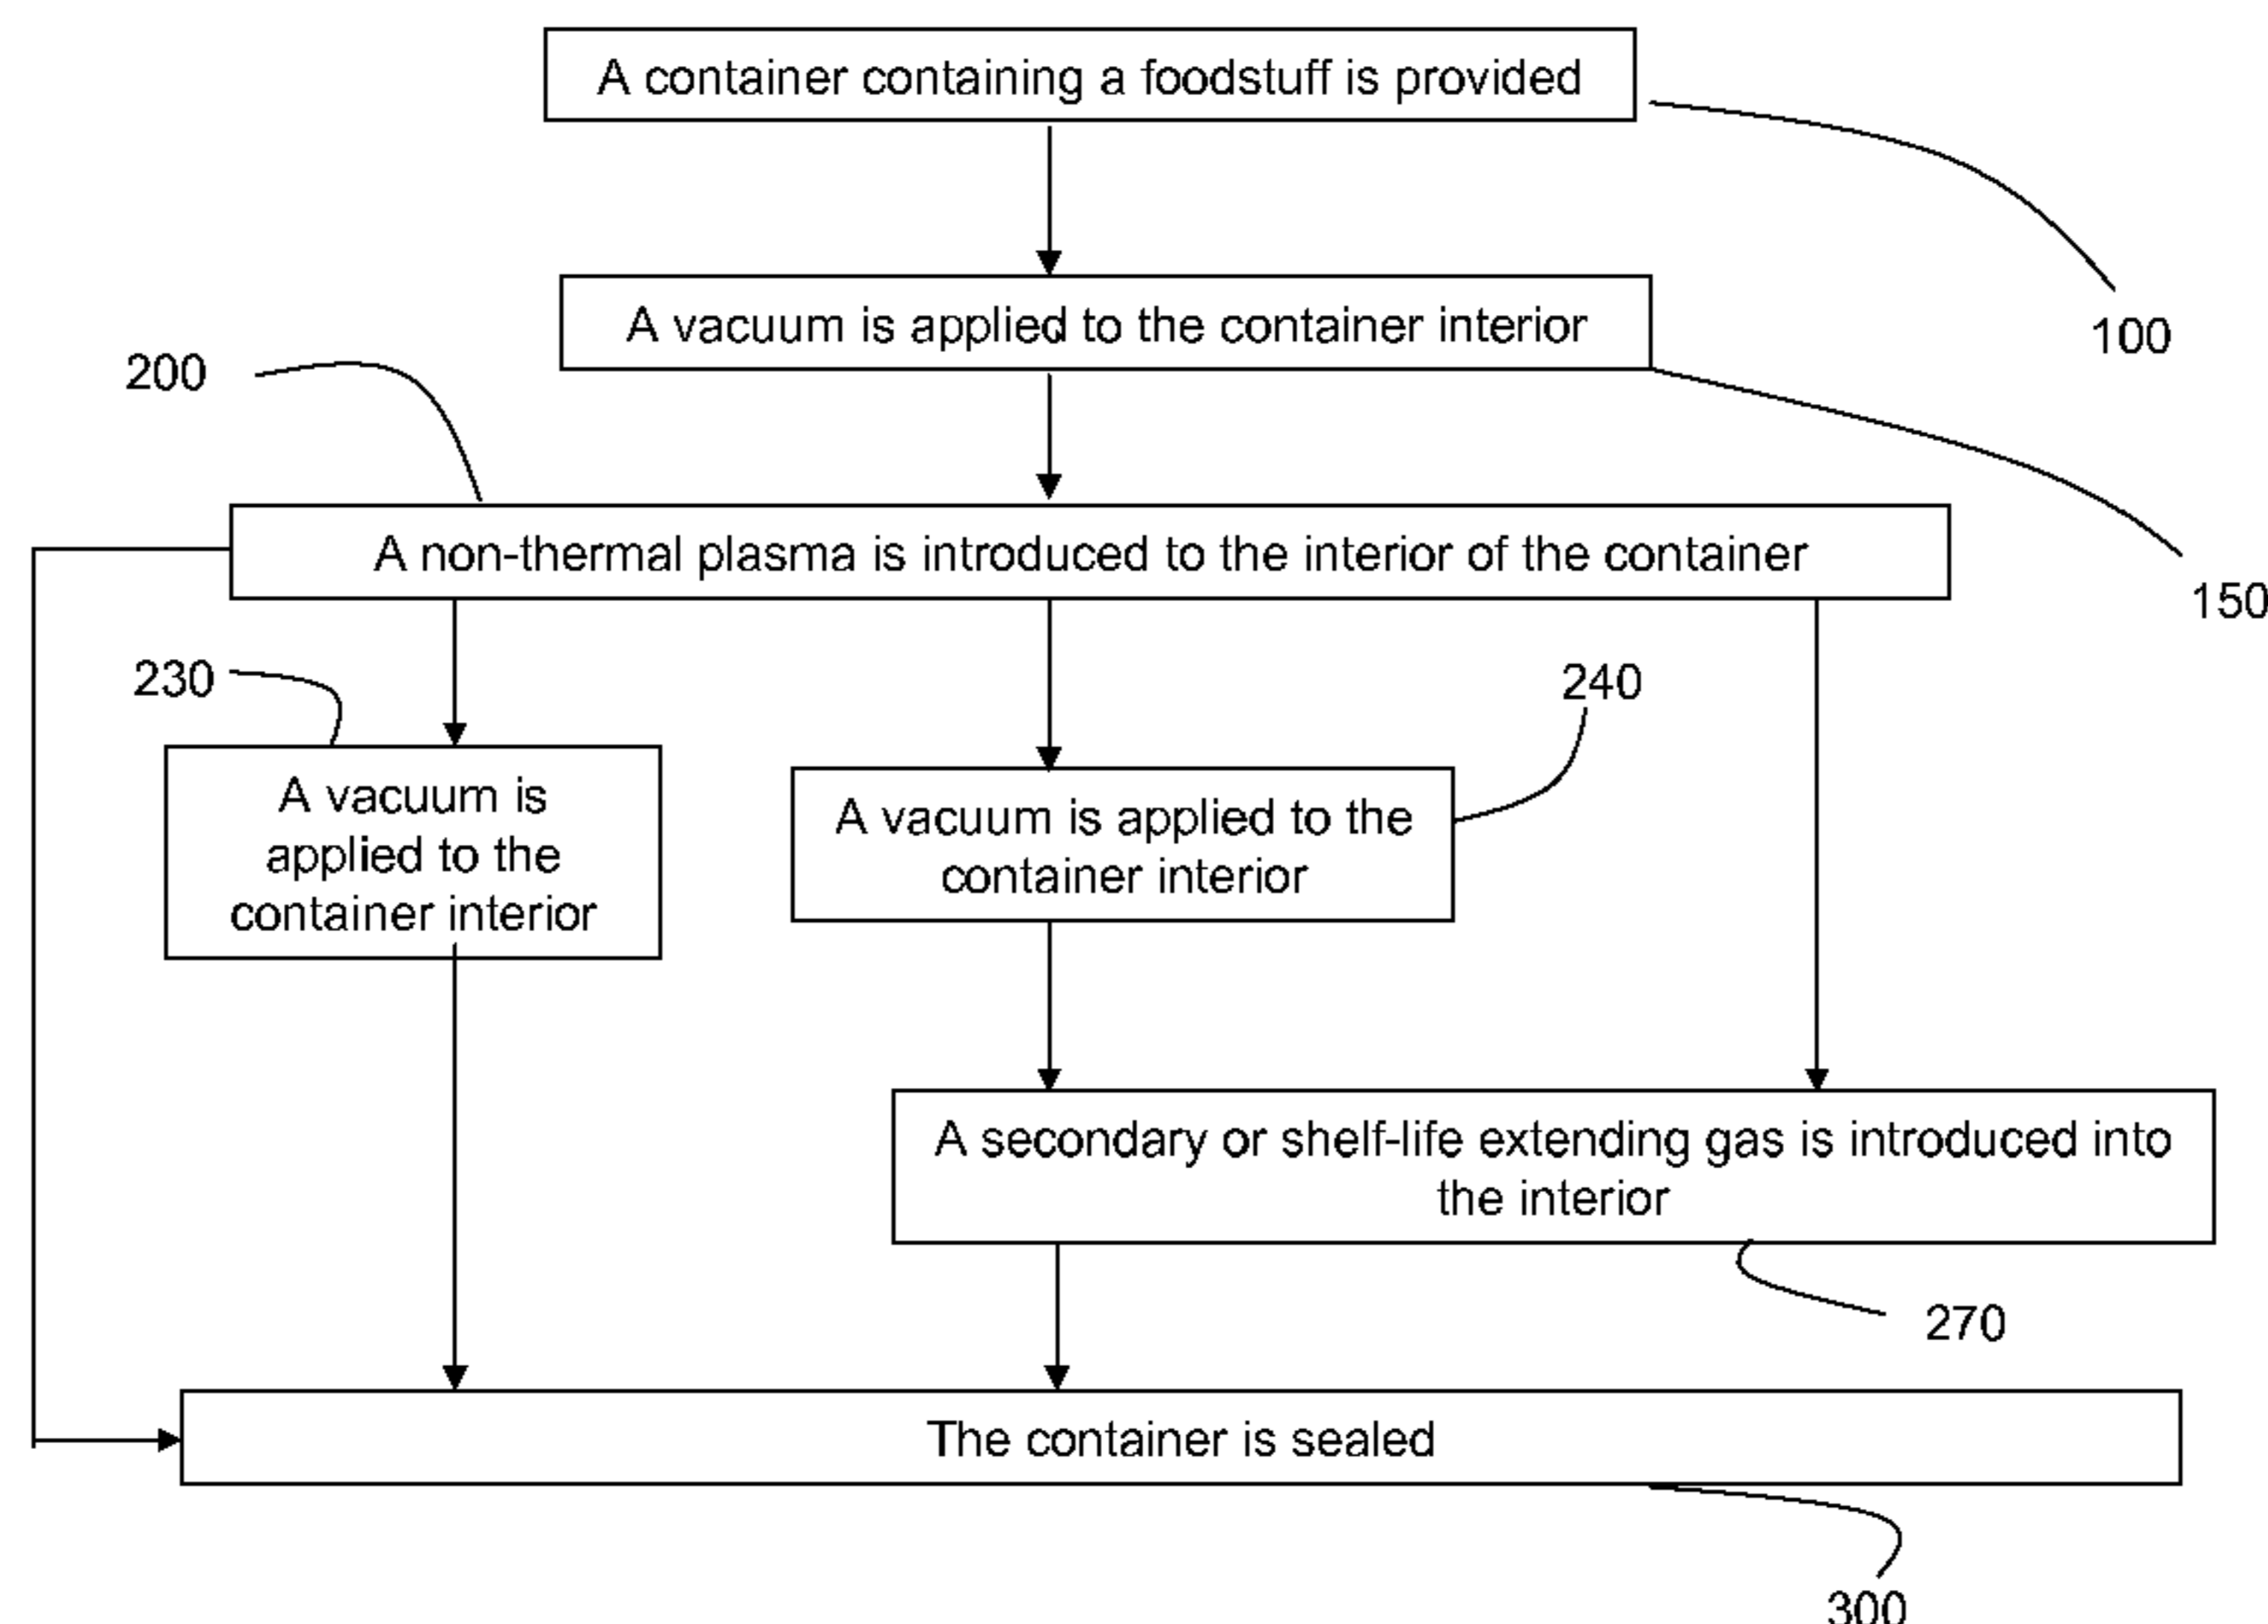 A container containing a foodstuff is provided
100
A vacuum is applied to the container interior
150
200
A non-thermal plasma is introduced to the interior of the container
230
240
A vacuum is
applied to the
container interior
A vacuum is applied to the
container interior
A secondary or shelf-life extending gas is introduced into
the interior
270
The container is sealed
300